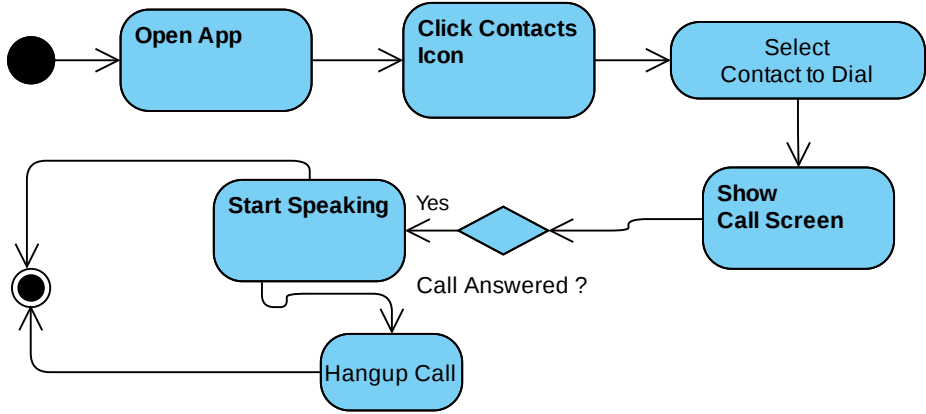 Open App
Click Contacts
Icon
Select
Contact to Dial
Show
Call Screen
Yes
Start Speaking
Call Answered ?
Hangup Call